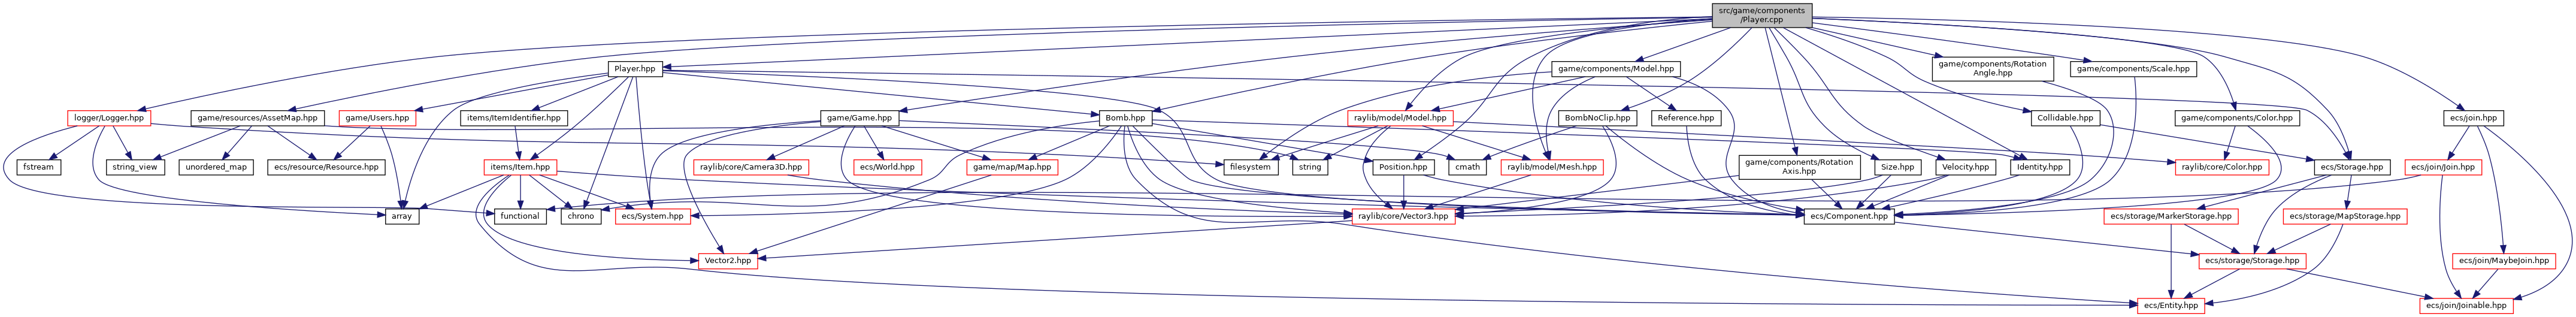 src/game/components
/Player.cpp
Player.hpp
game/components/Model.hpp
game/components/Rotation
Angle.hpp
game/components/Scale.hpp
logger/Logger.hpp
game/resources/AssetMap.hpp
game/Users.hpp
items/ItemIdentifier.hpp
game/Game.hpp
Bomb.hpp
raylib/model/Model.hpp
BombNoClip.hpp
Reference.hpp
Collidable.hpp
game/components/Color.hpp
ecs/join.hpp
fstream
string_view
unordered_map
ecs/resource/Resource.hpp
items/Item.hpp
raylib/core/Camera3D.hpp
ecs/World.hpp
game/map/Map.hpp
filesystem
string
Position.hpp
cmath
raylib/model/Mesh.hpp
game/components/Rotation
Axis.hpp
Size.hpp
Velocity.hpp
Identity.hpp
raylib/core/Color.hpp
ecs/Storage.hpp
ecs/join/Join.hpp
array
functional
chrono
ecs/System.hpp
raylib/core/Vector3.hpp
ecs/Component.hpp
ecs/storage/MarkerStorage.hpp
ecs/storage/MapStorage.hpp
Vector2.hpp
ecs/storage/Storage.hpp
ecs/join/MaybeJoin.hpp
ecs/Entity.hpp
ecs/join/Joinable.hpp